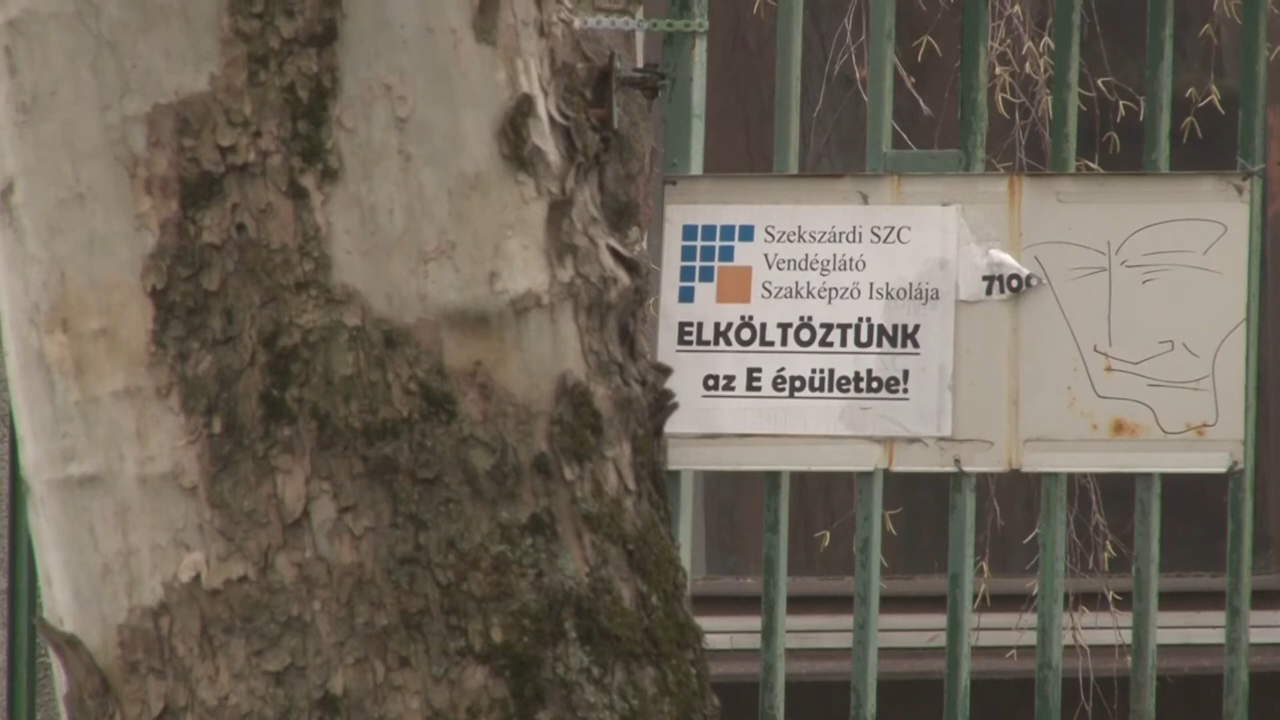 Szekszárdi SZC
Vendéglátó
Szakképző Iskolája
ELKÖLTÖZTÜNK
az E épületbe!
7100